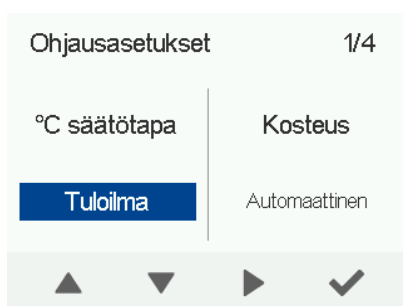 Ohjausasetukset 1/4
°C säätötapa
Kosteus
Tuloilma
Automaattinen